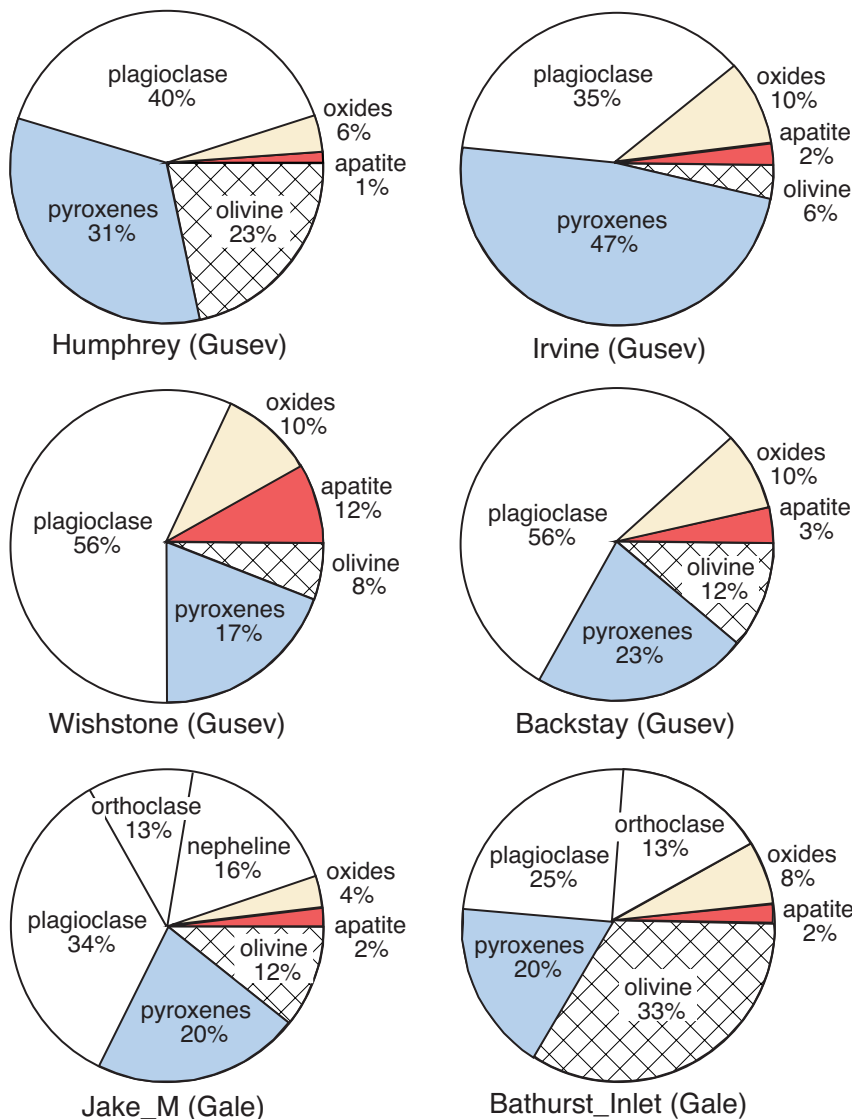 plagioclase
40%
oxides
6%
apatite
1%
olivine
23%
pyroxenes
31%
Humphrey (Gusev)
plagioclase
35%
oxides
10%
apatite
2%
olivine
6%
pyroxenes
47%
Irvine (Gusev)
oxides
10%
apatite
12%
plagioclase
56%
olivine
8%
pyroxenes
17%
Wishstone (Gusev)
oxides
10%
apatite
3%
plagioclase
56%
olivine
12%
pyroxenes
23%
Backstay (Gusev)
orthoclase
13%
nepheline
16%
oxides
4%
apatite
2%
plagioclase
34%
olivine
12%
pyroxenes
20%
Jake_M (Gale)
orthoclase
13%
plagioclase
25%
oxides
8%
apatite
2%
pyroxenes
20%
olivine
33%
Bathurst_Inlet (Gale)